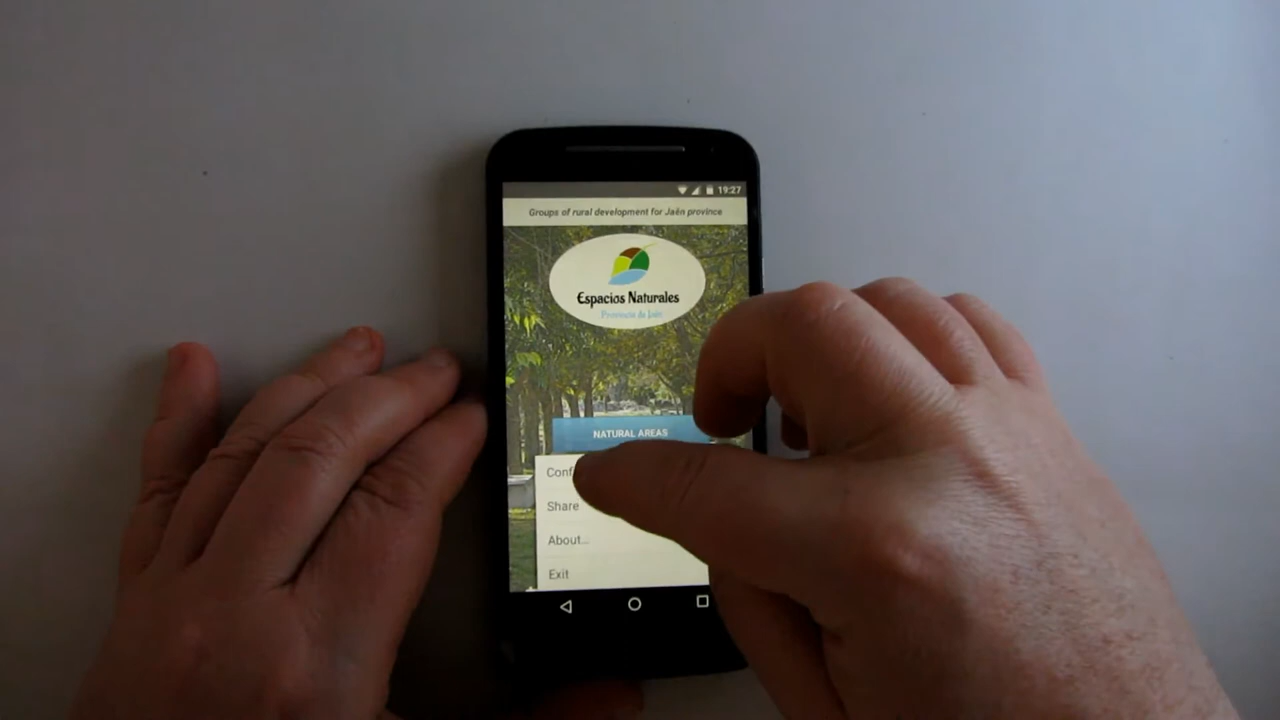 19:27
Groups of rural development for Jaén province
Espacios Naturales
Provincia de Jaén
NATURAL AREAS
Conf
Share
About...
Exit